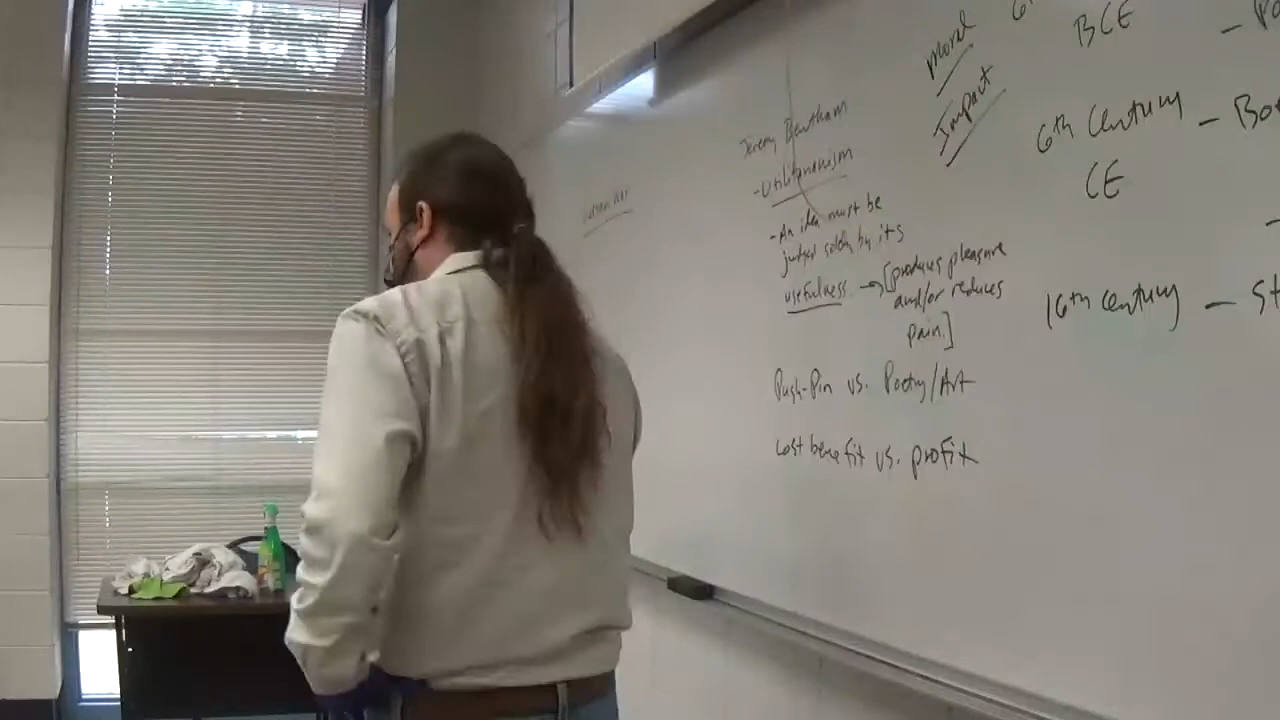 Jeremy Bentham
- Utilitarianism
- An idea must be
judged solely by its
usefulness → [produces pleasure
and/or reduces
pain.]
Push-Pin vs. Poetry/Art
Cost benefit vs. profit
Moral
Impact
BCE
6th Century -
CE
16th Century -